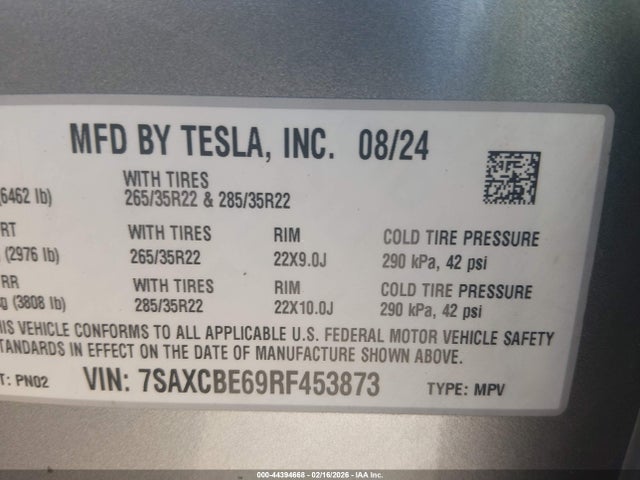 MFD BY TESLA, INC. 08/24
6462 lb)
WITH TIRES
265/35R22 & 285/35R22
RT
(2976 lb)
WITH TIRES
265/35R22
RIM
22X9.0J
COLD TIRE PRESSURE
290 kPa, 42 psi
RR
g (3808 lb)
WITH TIRES
285/35R22
RIM
22X10.0J
COLD TIRE PRESSURE
290 kPa, 42 psi
HIS VEHICLE CONFORMS TO ALL APPLICABLE U.S. FEDERAL MOTOR VEHICLE SAFETY
TANDARDS IN EFFECT ON DATE OF MANUFACTURE SHOWN ABOVE.
T: PN02 VIN: 7SAXCBE69RF453873 TYPE: MPV
000-44394668 - 02/16/2026 - IAA Inc.